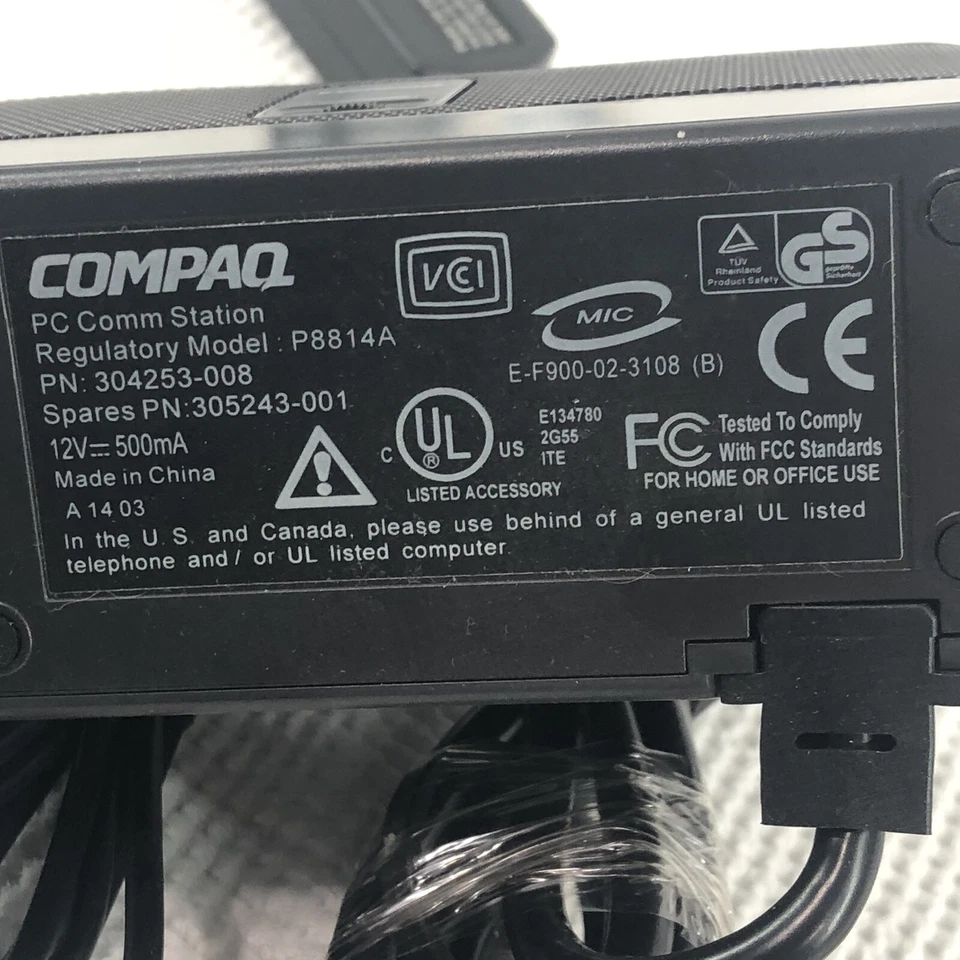 COMPAQ
PC Comm Station
Regulatory Model : P8814A
PN: 304253-008
Spares PN:305243-001
12V⎓500mA
Made in China
A 14 03
VCCI
MIC
E-F900-02-3108 (B)
TÜV
Rheinland
Product Safety
GS
geprüfte
Sicherheit
CE
C UL ® US
LISTED ACCESSORY
E134780
2G55
ITE
FC Tested To Comply
With FCC Standards
FOR HOME OR OFFICE USE
In the U.S. and Canada, please use behind of a general UL listed
telephone and/ or UL listed computer.